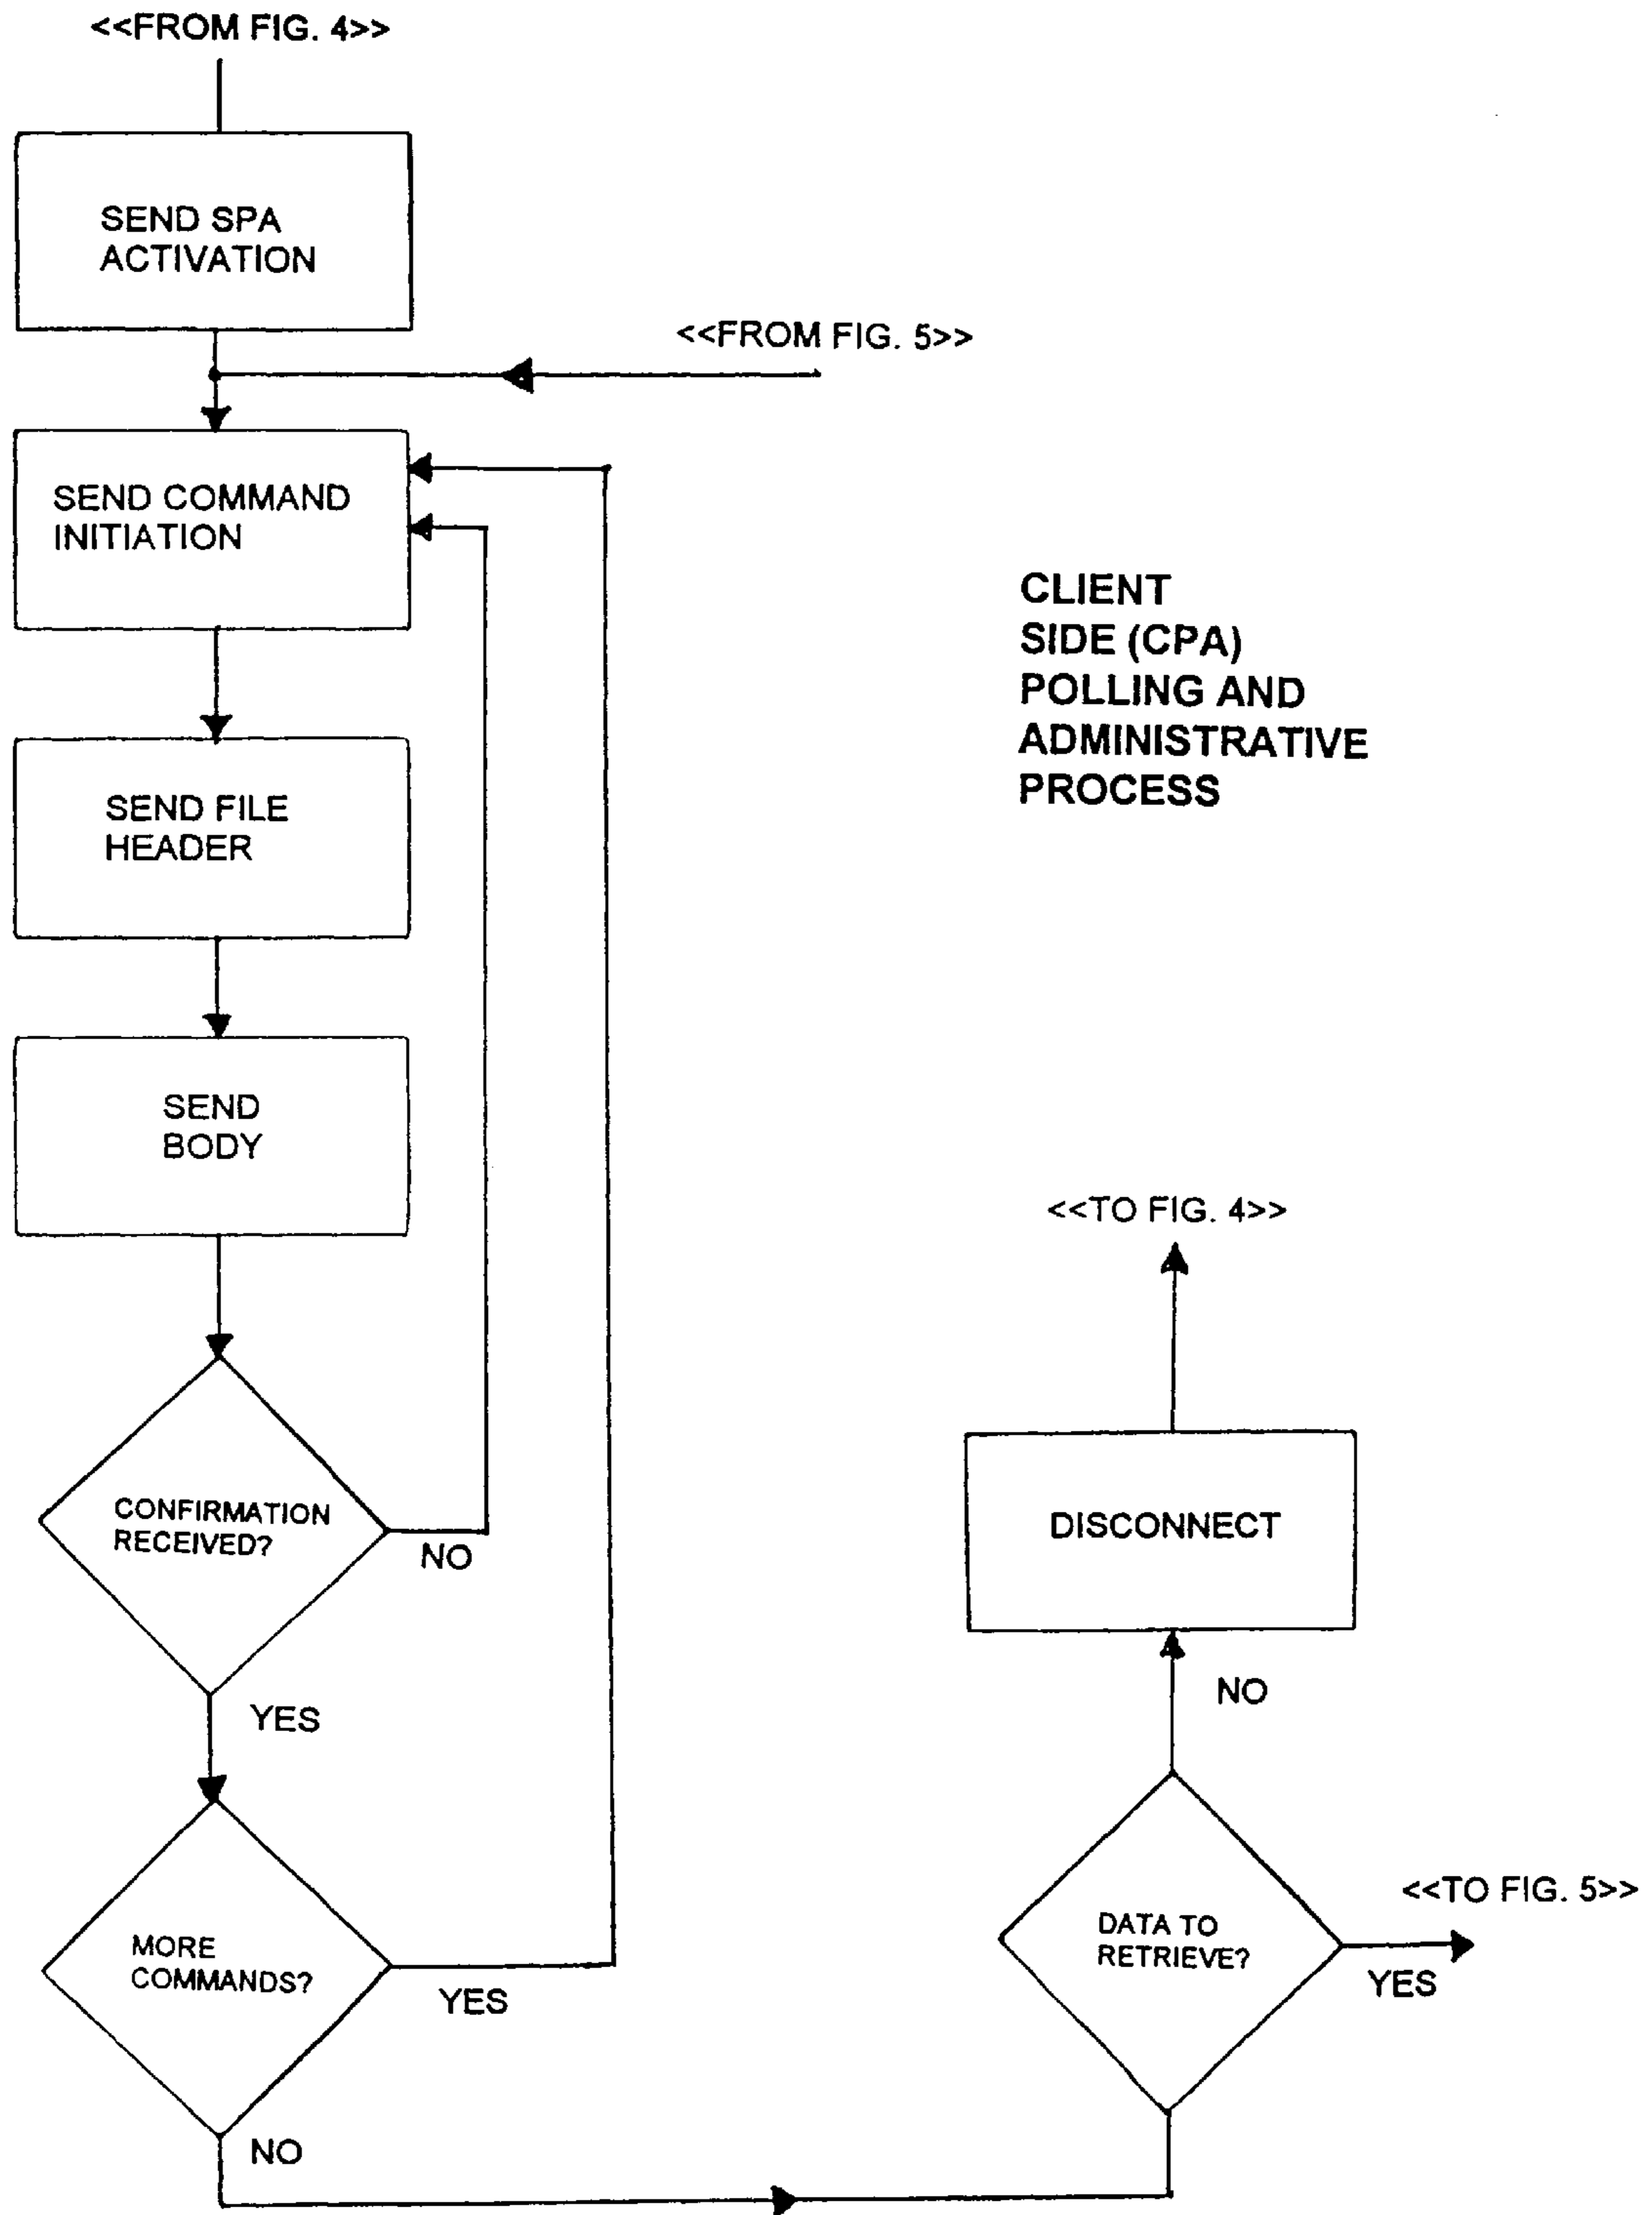 <<FROM FIG. 4>>
SEND SPA
ACTIVATION
<<FROM FIG. 5>>
SEND COMMAND
INITIATION
CLIENT
SIDE (CPA)
POLLING AND
ADMINISTRATIVE
PROCESS
SEND FILE
HEADER
SEND
BODY
CONFIRMATION
RECEIVED?
NO
YES
MORE
COMMANDS?
YES
NO
<<TO FIG. 4>>
DISCONNECT
NO
DATA TO
RETRIEVE?
<<TO FIG. 5>>
YES